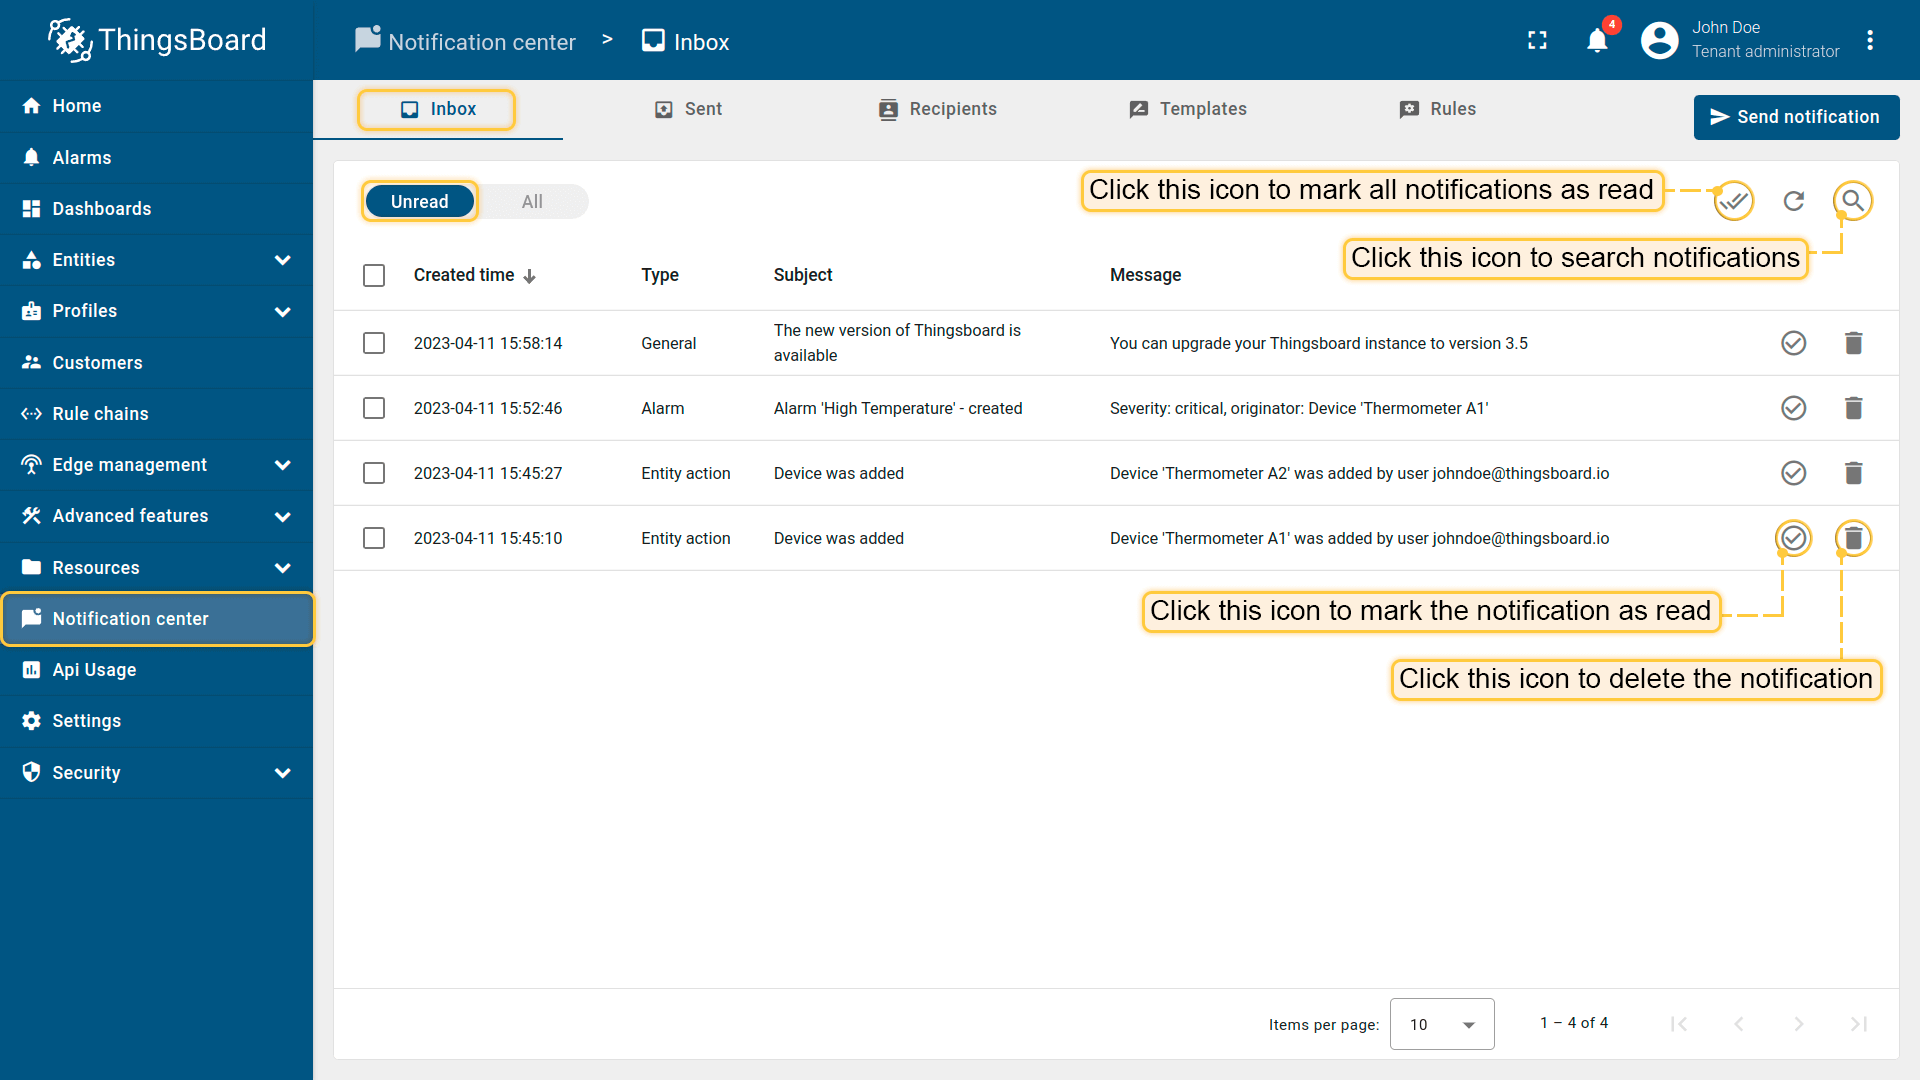 ThingsBoard
Notification center > Inbox
4
John Doe
Tenant administrator
Home
Alarms
Dashboards
Entities
Profiles
Customers
Rule chains
Edge management
Advanced features
Resources
Notification center
Api Usage
Settings
Security
Inbox Sent Recipients Templates Rules
Send notification
Unread All
Click this icon to mark all notifications as read
Click this icon to search notifications
Created time Type Subject Message
2023-04-11 15:58:14 General The new version of Thingsboard is available You can upgrade your Thingsboard instance to version 3.5
2023-04-11 15:52:46 Alarm Alarm 'High Temperature' - created Severity: critical, originator: Device 'Thermometer A1'
2023-04-11 15:45:27 Entity action Device was added Device 'Thermometer A2' was added by user johndoe@thingsboard.io
2023-04-11 15:45:10 Entity action Device was added Device 'Thermometer A1' was added by user johndoe@thingsboard.io
Click this icon to mark the notification as read
Click this icon to delete the notification
Items per page: 10 1 – 4 of 4